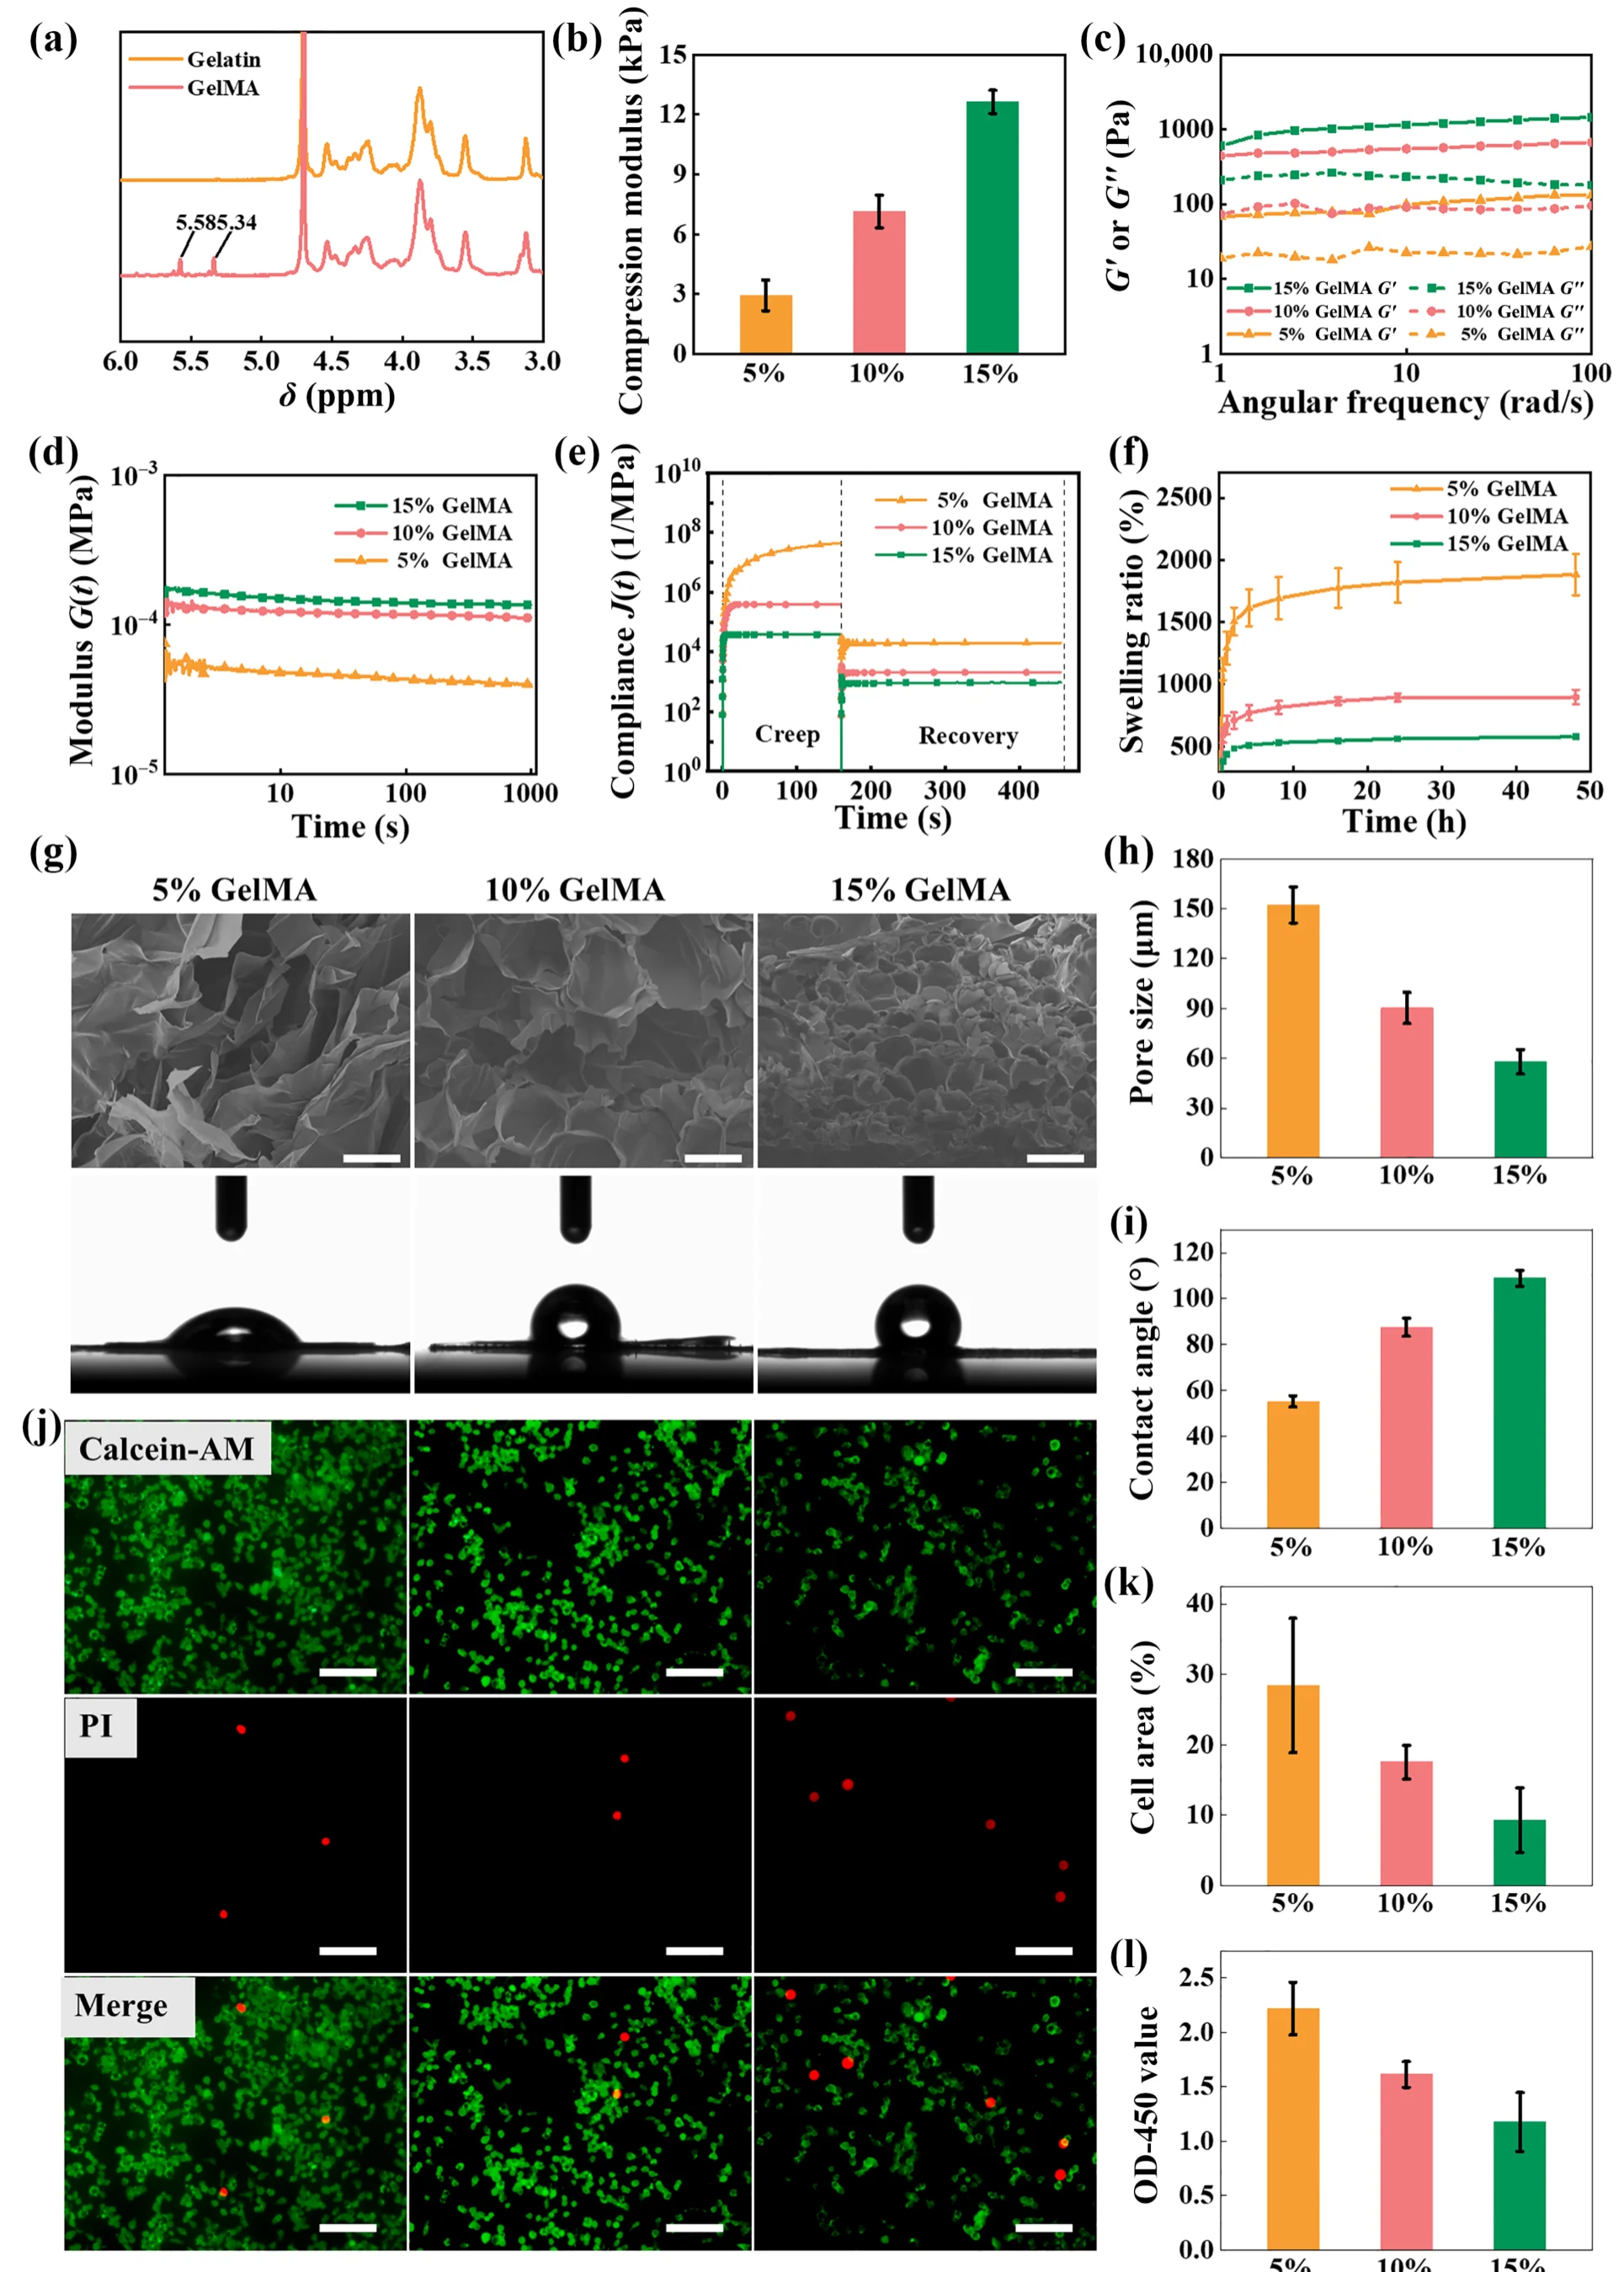 (a)
Gelatin
GelMA
5.585.34
6.0 5.5 5.0 4.5 4.0 3.5 3.0
δ (ppm)
(b)
Compression modulus (kPa)
15
12
9
6
3
0
5% 10% 15%
(c)
G′ or G″ (Pa)
10,000
1000
100
10
1
15% GelMA G′ 15% GelMA G″
10% GelMA G′ 10% GelMA G″
5% GelMA G′ 5% GelMA G″
1 10 100
Angular frequency (rad/s)
(d)
Modulus G(t) (MPa)
10⁻³
10⁻⁴
10⁻⁵
15% GelMA
10% GelMA
5% GelMA
10 100 1000
Time (s)
(e)
Compliance J(t) (1/MPa)
10¹⁰
10⁸
10⁶
10⁴
10²
10⁰
5% GelMA
10% GelMA
15% GelMA
Creep Recovery
0 100 200 300 400
Time (s)
(f)
Swelling ratio (%)
2500
2000
1500
1000
500
5% GelMA
10% GelMA
15% GelMA
0 10 20 30 40 50
Time (h)
(g)
5% GelMA 10% GelMA 15% GelMA
(h)
Pore size (μm)
180
150
120
90
60
30
0
5% 10% 15%
(i)
Contact angle (°)
120
100
80
60
40
20
0
5% 10% 15%
(j)
Calcein-AM
PI
Merge
(k)
Cell area (%)
40
30
20
10
0
5% 10% 15%
(l)
OD-450 value
2.5
2.0
1.5
1.0
0.5
0.0
5% 10% 15%